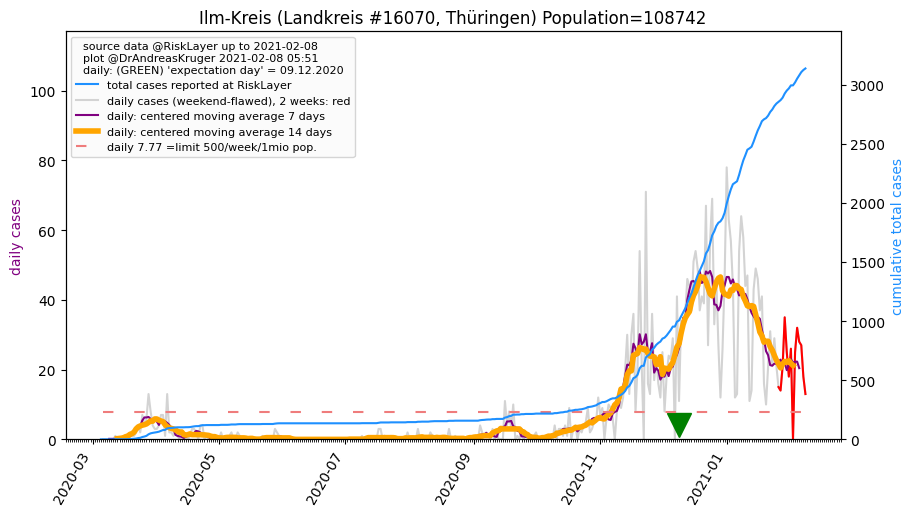 Ilm-Kreis (Landkreis #16070, Thüringen) Population=108742
source data @RiskLayer up to 2021-02-08
plot @DrAndreasKruger 2021-02-08 05:51
daily: (GREEN) 'expectation day' = 09.12.2020
total cases reported at RiskLayer
daily cases (weekend-flawed), 2 weeks: red
daily: centered moving average 7 days
daily: centered moving average 14 days
daily 7.77 =limit 500/week/1mio pop.
daily cases
100
80
60
40
20
0
cumulative total cases
3000
2500
2000
1500
1000
500
0
2020-03
2020-05
2020-07
2020-09
2020-11
2021-01